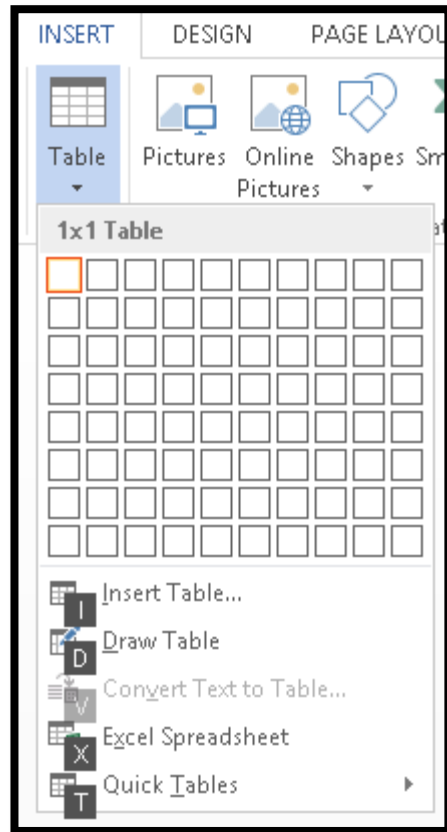 INSERT DESIGN PAGE LAYOU
Table Pictures Online Pictures Shapes Sm
1x1 Table
I Insert Table...
D Draw Table
V Convert Text to Table...
X Excel Spreadsheet
T Quick Tables